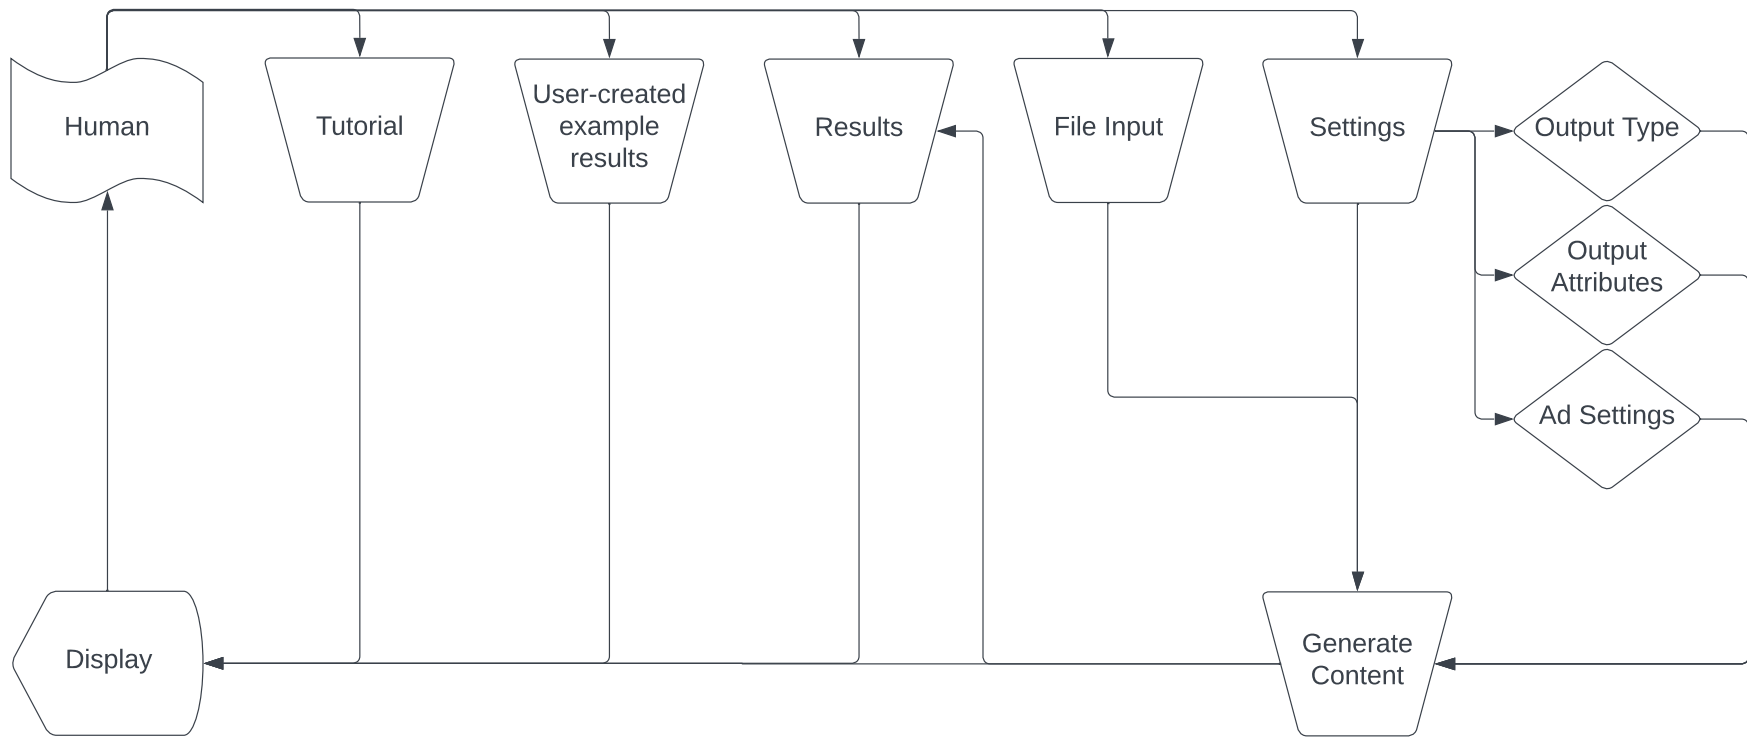 Human
Tutorial
User-created
example
results
Results
File Input
Settings
Output Type
Output
Attributes
Ad Settings
Display
Generate
Content